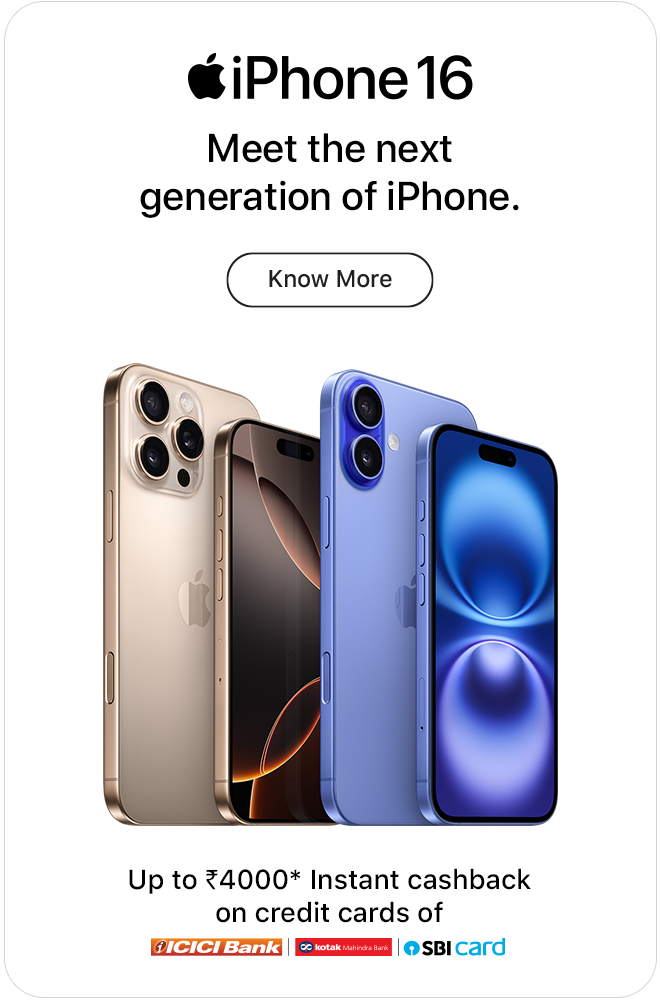 iPhone 16
Meet the next
generation of iPhone.
Know More
Up to ₹4000* Instant cashback
on credit cards of
ICICI Bank | kotak Mahindra Bank | SBI card